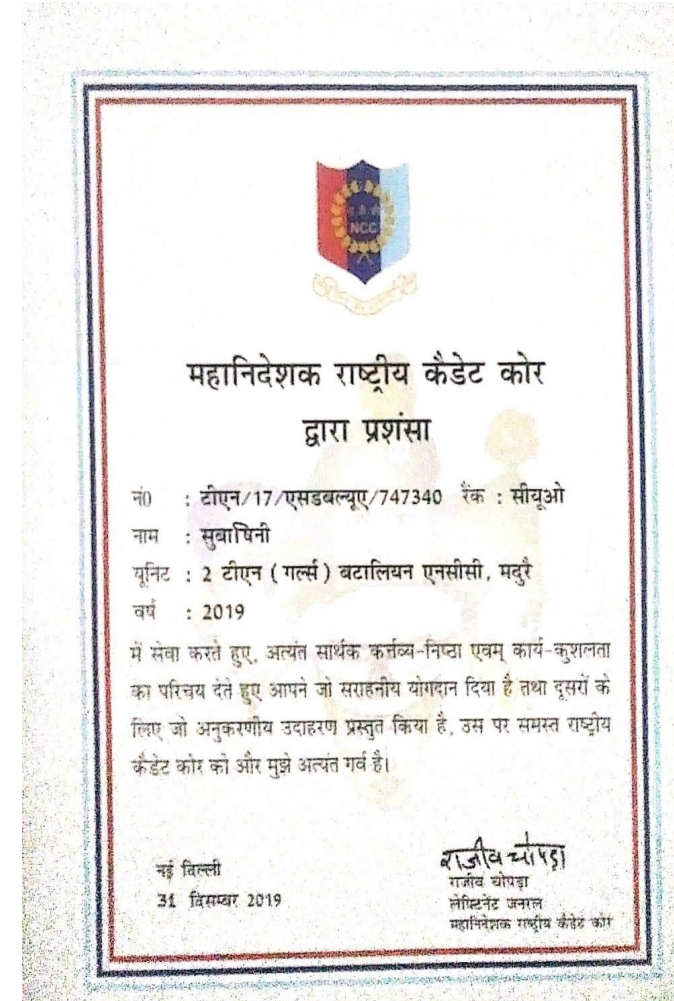 NCC
महानिदेशक राष्ट्रीय कैडेट कोर
द्वारा प्रशंसा
नं0 : टीएन/17/एसडबल्यूए/747340 रैंक : सीयूओ
नाम : सुबाषिनी
यूनिट : 2 टीएन (गर्ल्स) बटालियन एनसीसी, मदुरै
वर्ष : 2019
में सेवा करते हुए, अत्यंत सार्थक कर्त्तव्य-निष्ठा एवम् कार्य-कुशलता
का परिचय देते हुए आपने जो सराहनीय योगदान दिया है तथा दूसरों के
लिए जो अनुकरणीय उदाहरण प्रस्तुत किया है, उस पर समस्त राष्ट्रीय
कैडेट कोर को और मुझे अत्यंत गर्व है।
राजीव चोपड़ा
नई दिल्ली
राजीव चोपड़ा
31 दिसम्बर 2019
लेफ्टिनेंट जनरल
महानिदेशक राष्ट्रीय कैडेट कोर